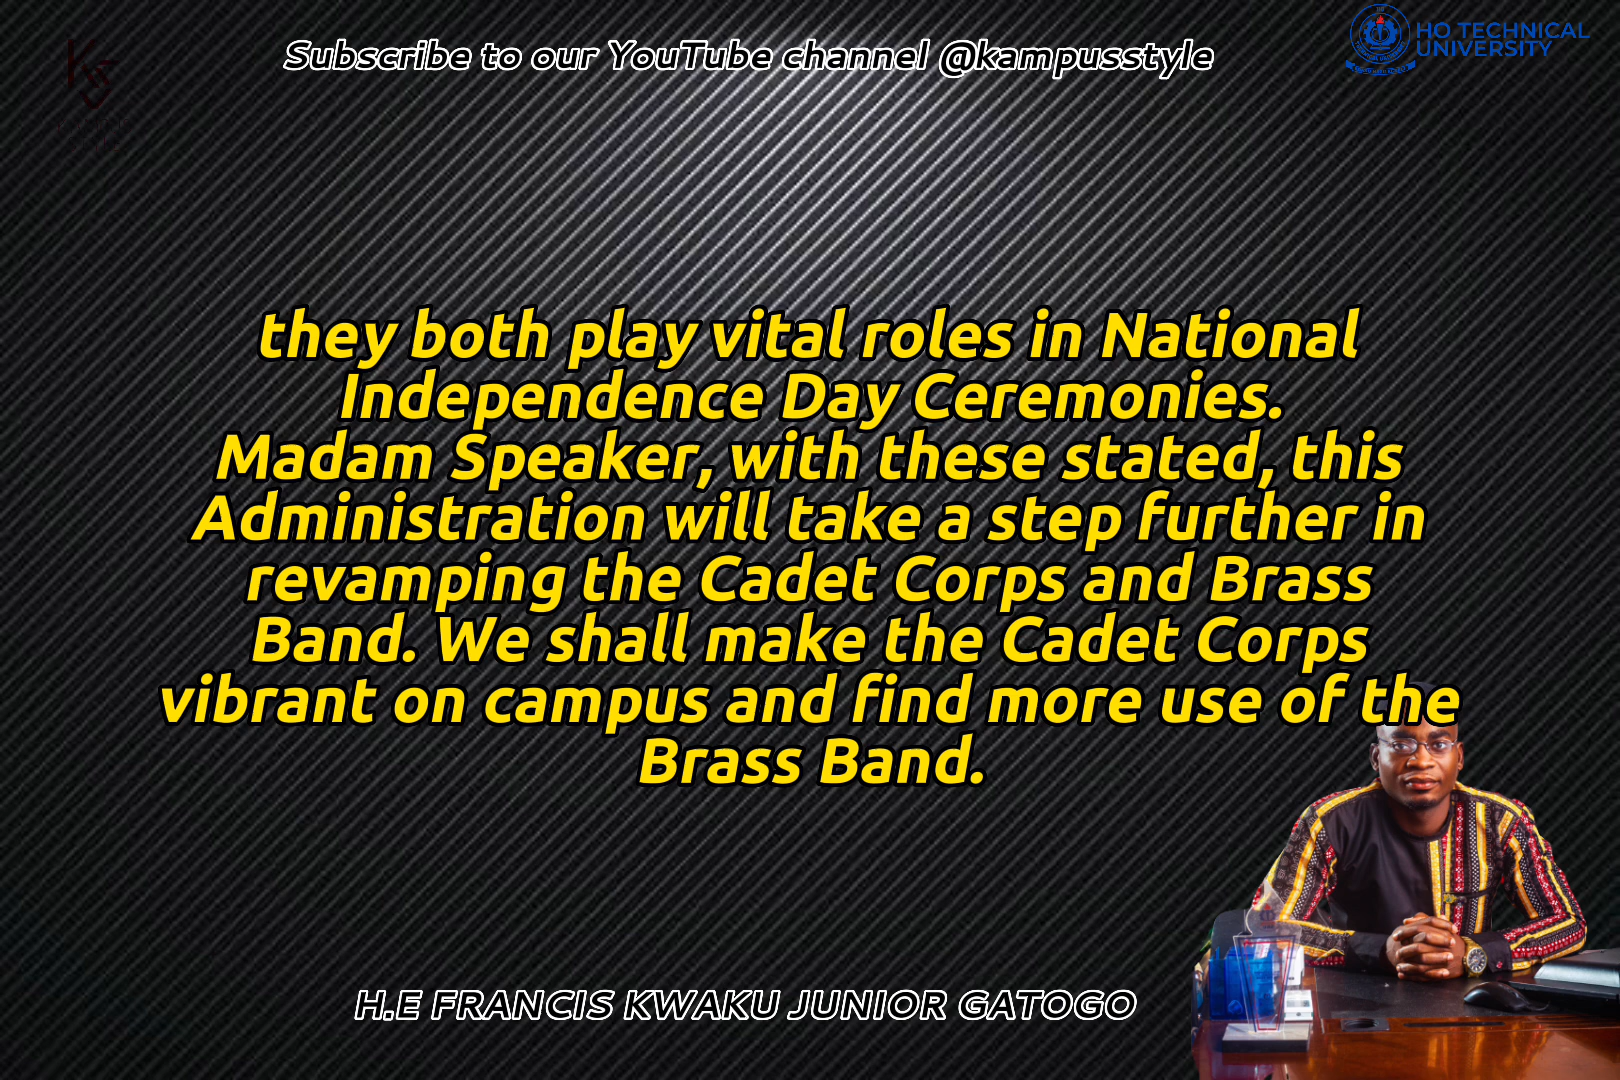 Subscribe to our YouTube channel @kampusstyle
HO TECHNICAL
UNIVERSITY
they both play vital roles in National
Independence Day Ceremonies.
Madam Speaker, with these stated, this
Administration will take a step further in
revamping the Cadet Corps and Brass
Band. We shall make the Cadet Corps
vibrant on campus and find more use of the
Brass Band.
H.E FRANCIS KWAKU JUNIOR GATOGO